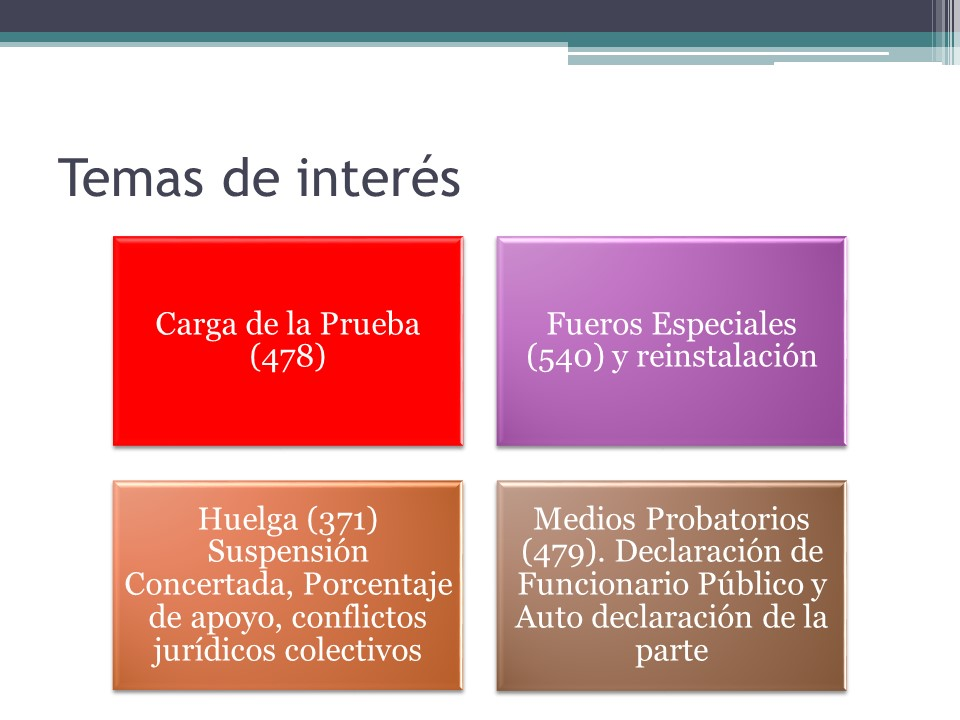 Temas de interés
Carga de la Prueba
(478)
Fueros Especiales
(540) y reinstalación
Huelga (371)
Suspensión
Concertada, Porcentaje
de apoyo, conflictos
jurídicos colectivos
Medios Probatorios
(479). Declaración de
Funcionario Público y
Auto declaración de la
parte